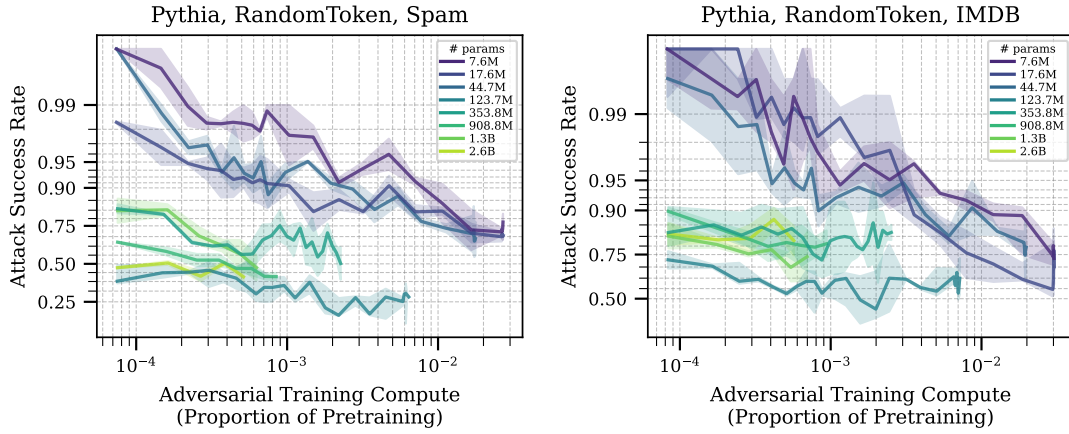 Pythia, RandomToken, Spam
Attack Success Rate
0.99
0.95
0.90
0.75
0.50
0.25
# params
7.6M
17.6M
44.7M
123.7M
353.8M
908.8M
1.3B
2.6B
10⁻⁴
10⁻³
10⁻²
Adversarial Training Compute
(Proportion of Pretraining)
Pythia, RandomToken, IMDB
Attack Success Rate
0.99
0.95
0.90
0.75
0.50
# params
7.6M
17.6M
44.7M
123.7M
353.8M
908.8M
1.3B
2.6B
10⁻⁴
10⁻³
10⁻²
Adversarial Training Compute
(Proportion of Pretraining)